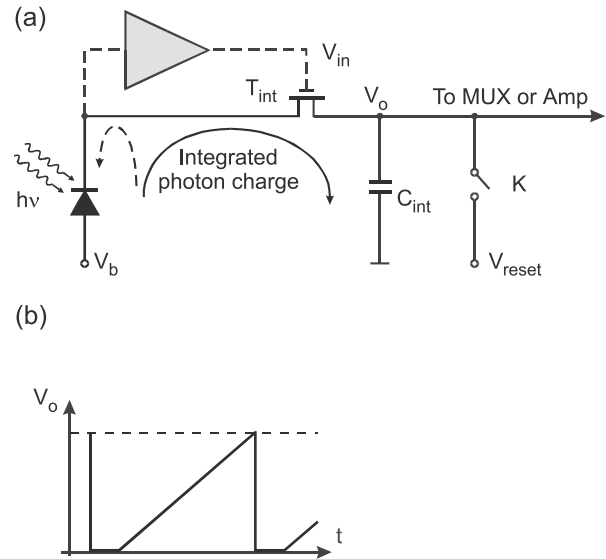 (a)
V_in
T_int
V_o
To MUX or Amp
Integrated
photon charge
hν
C_int
K
V_b
V_reset
(b)
V_o
t